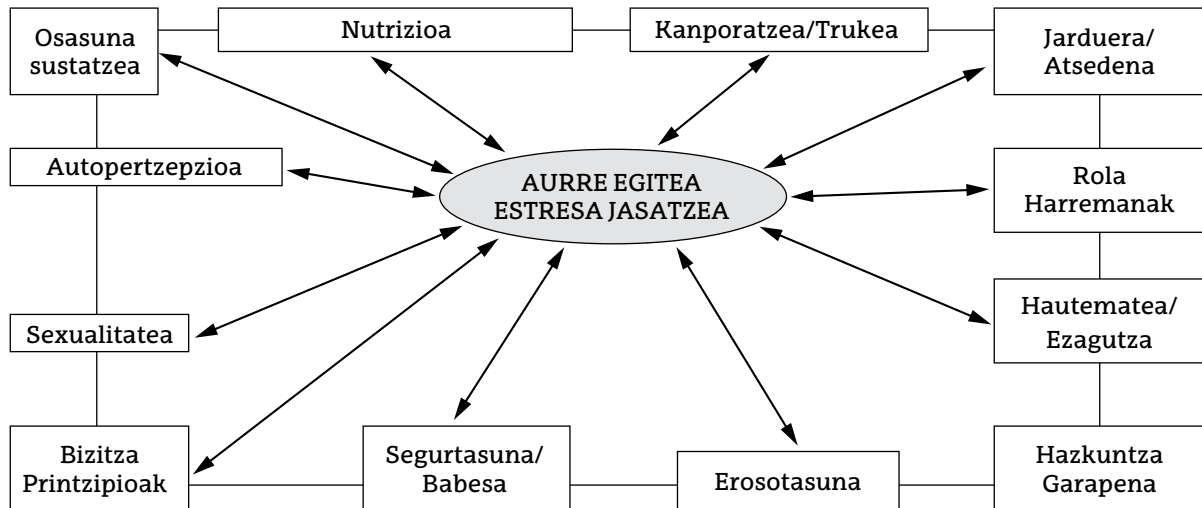 Osasuna
sustatzea
Nutrizioa
Kanporatzea/Trukea
Jarduera/
Atsedena
Autopertzepzioa
AURRE EGITEA
ESTRESA JASATZEA
Rola
Harremanak
Sexualitatea
Hautematea/
Ezagutza
Bizitza
Printzipioak
Segurtasuna/
Babesa
Erosotasuna
Hazkuntza
Garapena